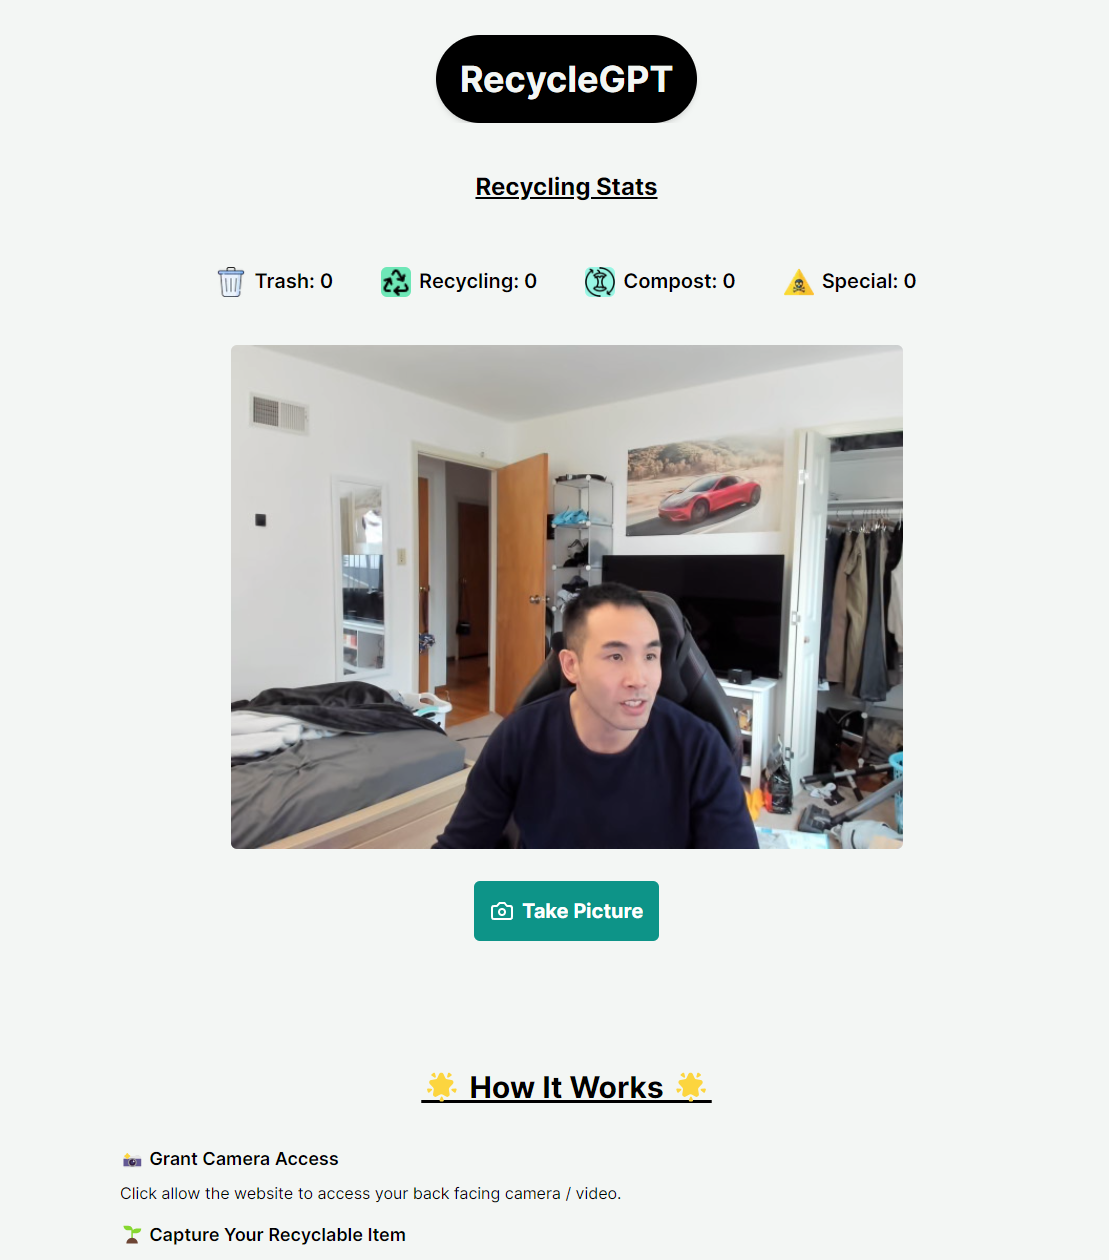 RecycleGPT
Recycling Stats
Trash: 0 Recycling: 0 Compost: 0 Special: 0
Take Picture
🌟 How It Works 🌟
📸 Grant Camera Access
Click allow the website to access your back facing camera / video.
🌱 Capture Your Recyclable Item